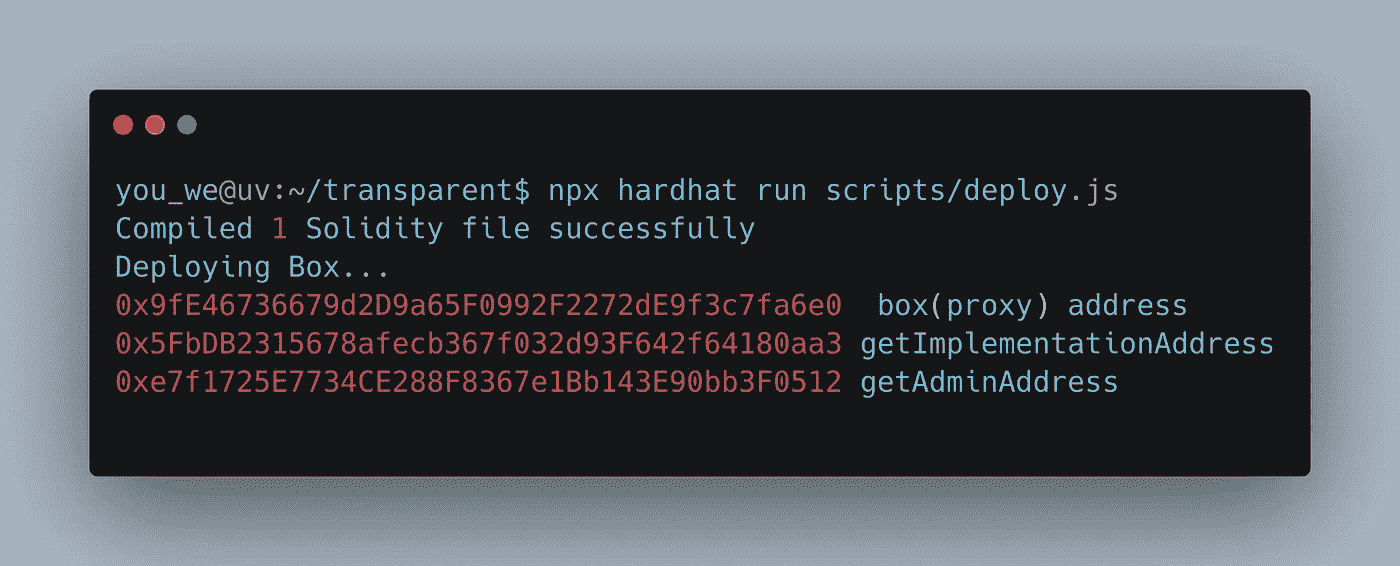 you_we@uv:~/transparent$ npx hardhat run scripts/deploy.js
Compiled 1 Solidity file successfully
Deploying Box...
0x9fE46736679d2D9a65F0992F2272dE9f3c7fa6e0  box(proxy) address
0x5FbDB2315678afecb367f032d93F642f64180aa3 getImplementationAddress
0xe7f1725E7734CE288F8367e1Bb143E90bb3F0512 getAdminAddress